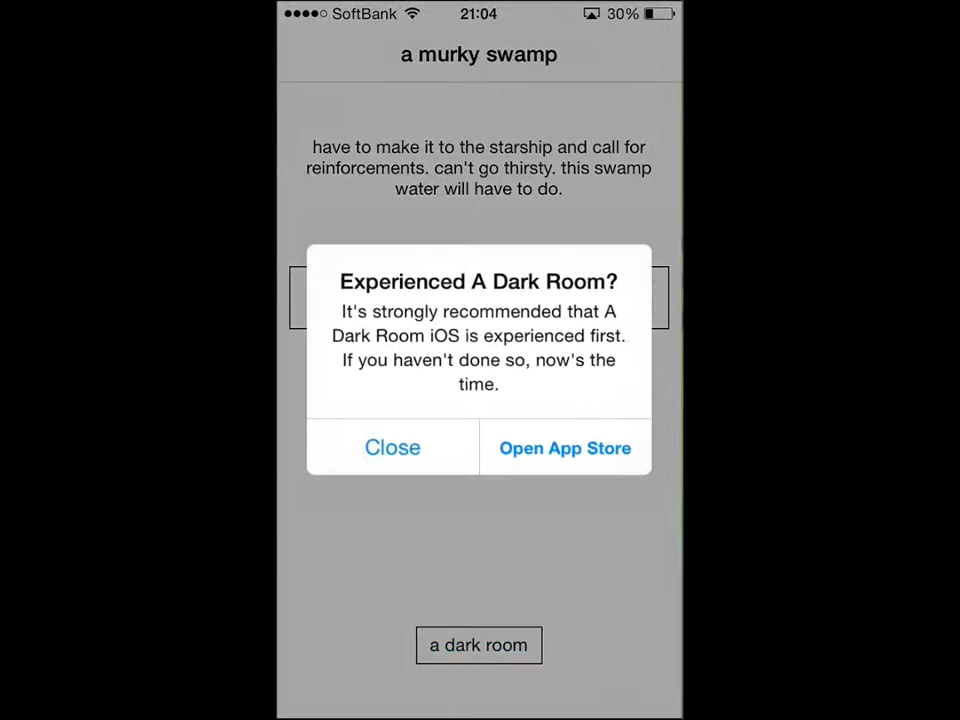 SoftBank 21:04 30%
a murky swamp
have to make it to the starship and call for
reinforcements. can't go thirsty. this swamp
water will have to do.
Experienced A Dark Room?
It's strongly recommended that A
Dark Room iOS is experienced first.
If you haven't done so, now's the
time.
Close Open App Store
a dark room